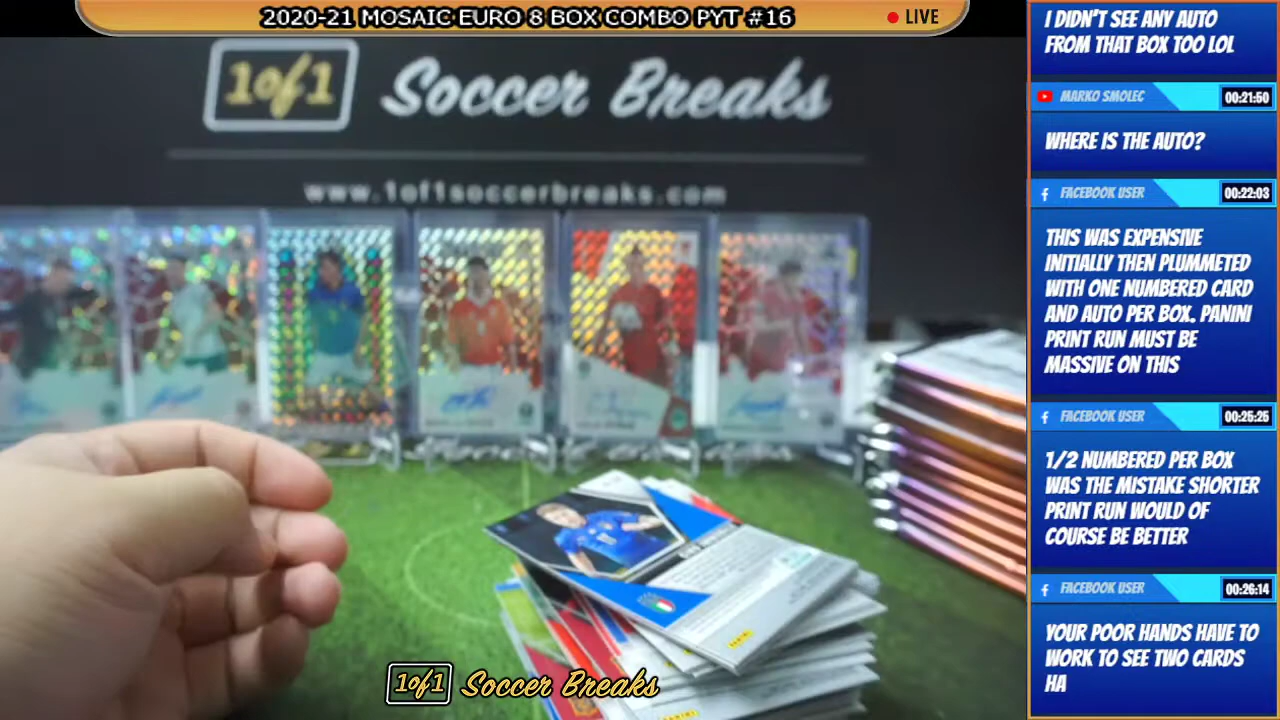 2020-21 MOSAIC EURO 8 BOX COMBO PYT #16
LIVE
1of1 Soccer Breaks
www.1of1soccerbreaks.com
PANINI
1of1 Soccer Breaks
I DIDN'T SEE ANY AUTO
FROM THAT BOX TOO LOL
MARKO SMOLEC 00:21:50
WHERE IS THE AUTO?
FACEBOOK USER 00:22:03
THIS WAS EXPENSIVE
INITIALLY THEN PLUMMETED
WITH ONE NUMBERED CARD
AND AUTO PER BOX. PANINI
PRINT RUN MUST BE
MASSIVE ON THIS
FACEBOOK USER 00:25:25
1/2 NUMBERED PER BOX
WAS THE MISTAKE SHORTER
PRINT RUN WOULD OF
COURSE BE BETTER
FACEBOOK USER 00:26:14
YOUR POOR HANDS HAVE TO
WORK TO SEE TWO CARDS
HA